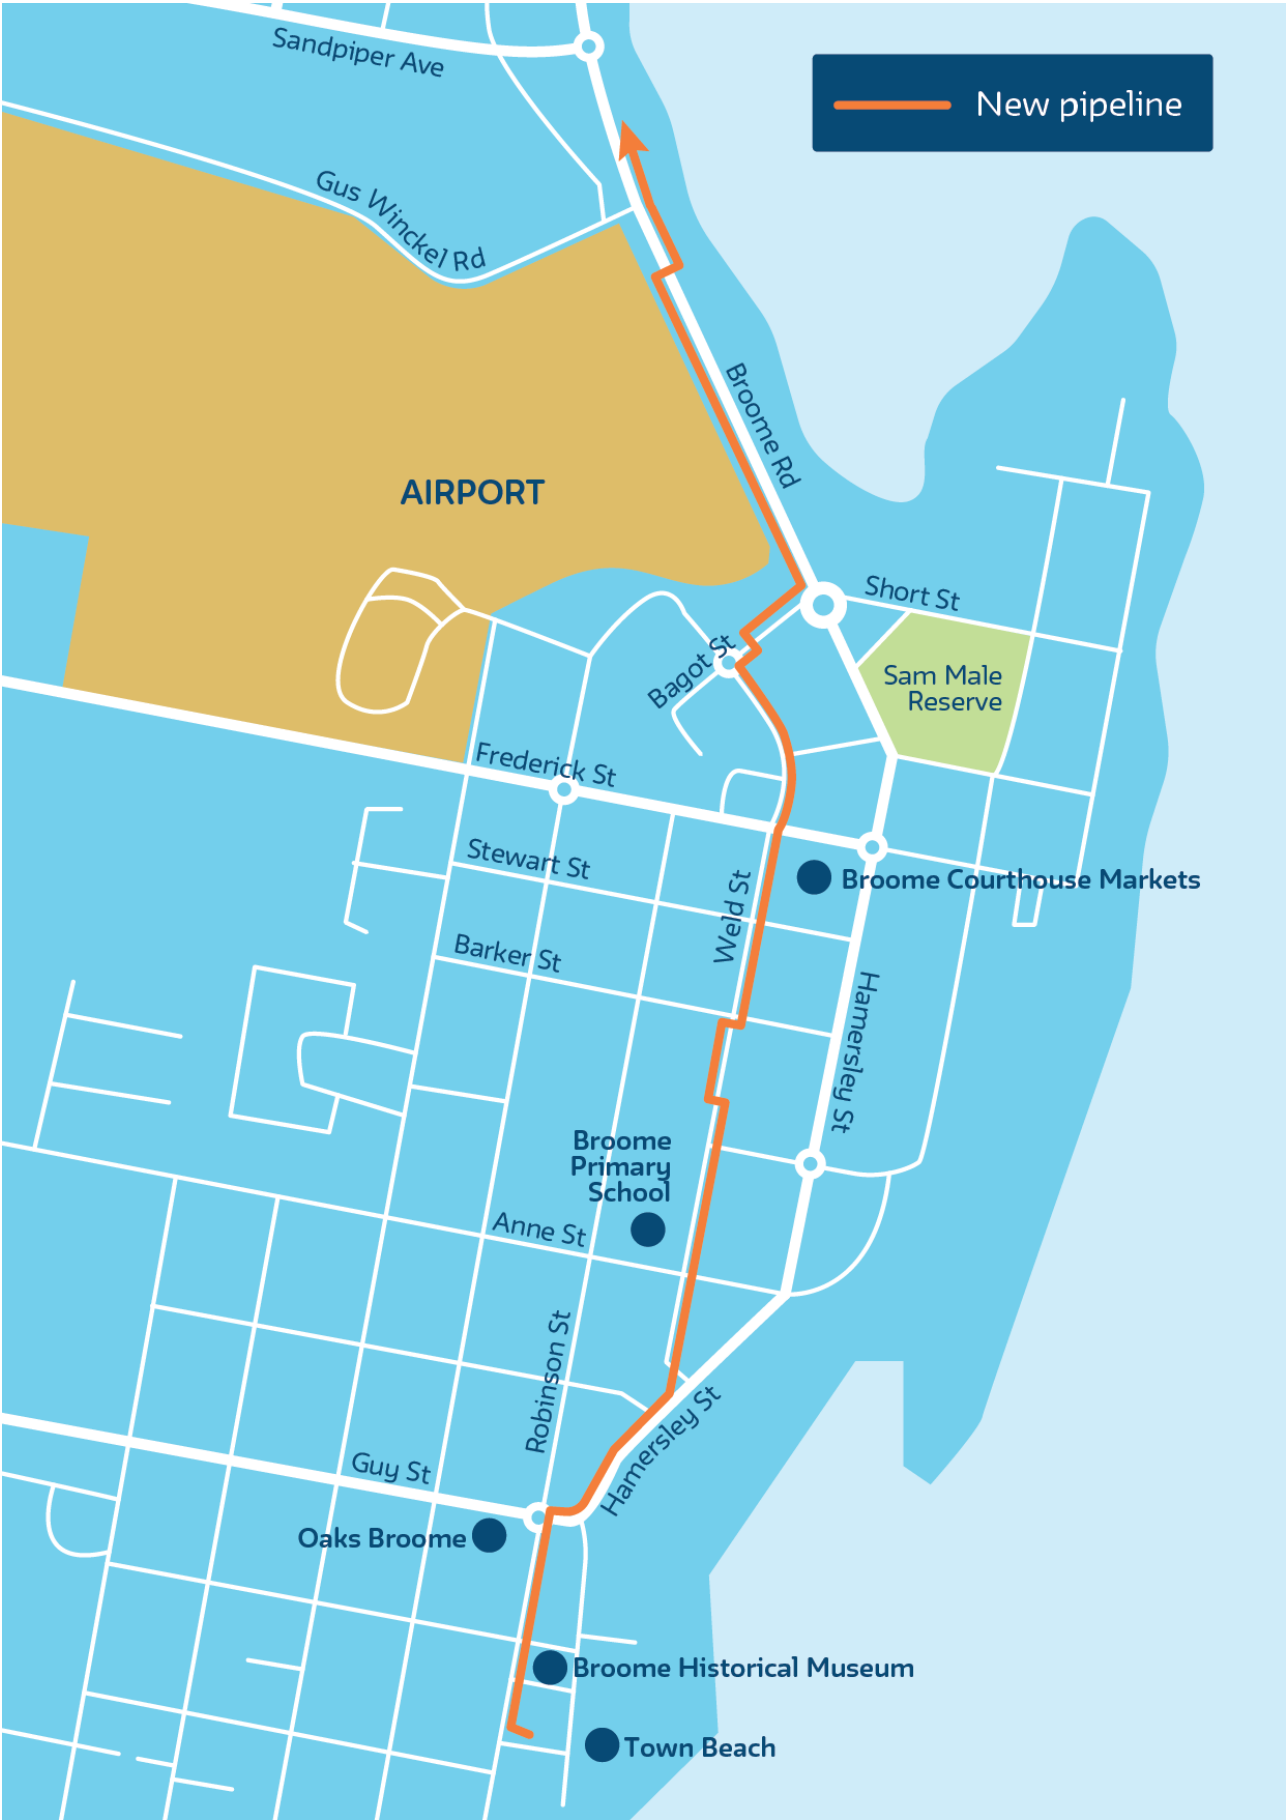 Sandpiper Ave
New pipeline
Gus Winckel Rd
Broome Rd
AIRPORT
Short St
Bagot St
Sam Male
Reserve
Frederick St
Stewart St
Weld St
Broome Courthouse Markets
Barker St
Hamersley St
Broome
Primary
School
Anne St
Robinson St
Hamersley St
Guy St
Oaks Broome
Broome Historical Museum
Town Beach